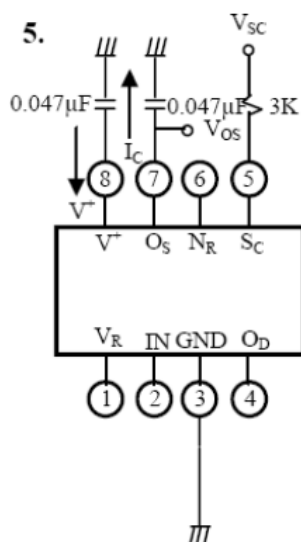 5.
V_SC
0.047μF
0.047μF
3K
V_OS
I_C
8 7 6 5
V⁺
V⁺ O_S N_R S_C
V_R IN GND O_D
1 2 3 4